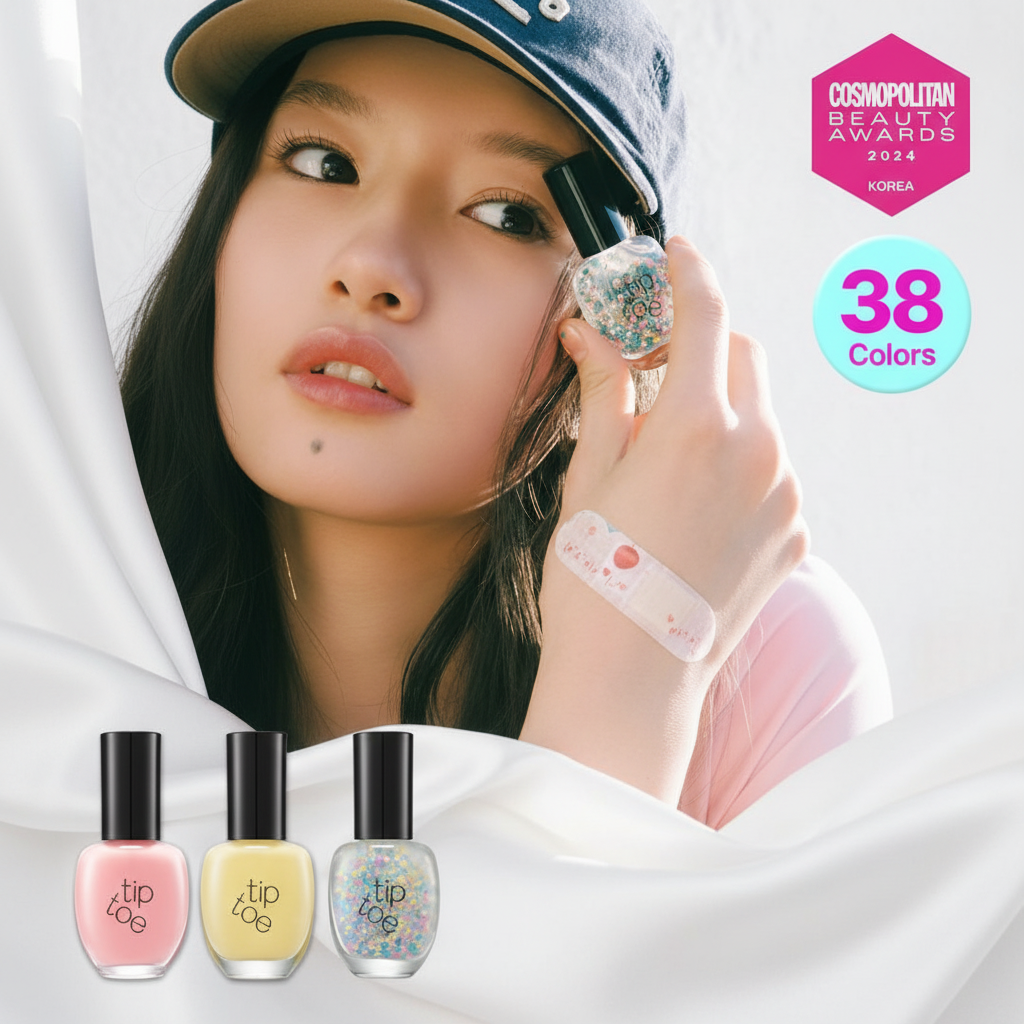 COSMOPOLITAN
BEAUTY
AWARDS
2024
KOREA
38
Colors
tip
toe
tip
toe
tip
toe
tip
toe